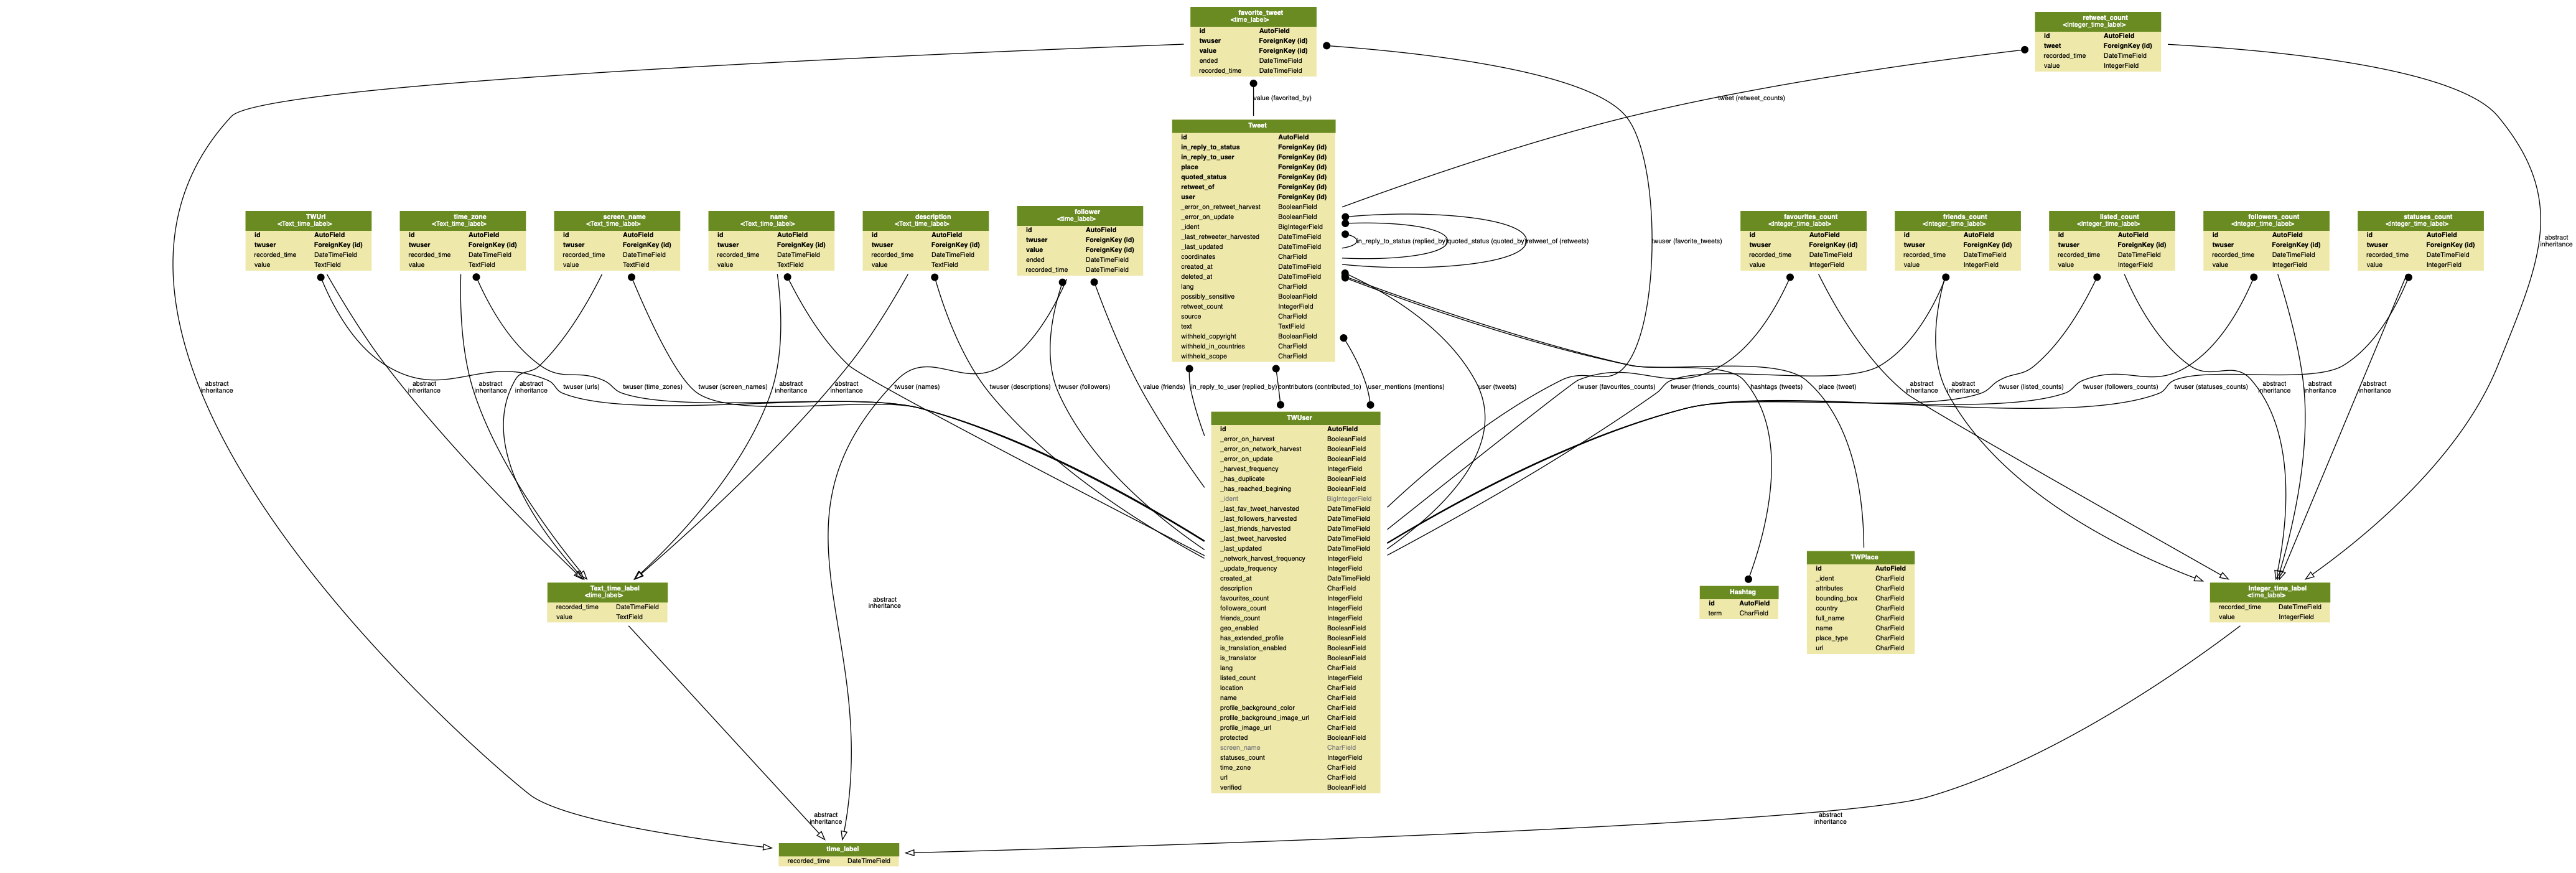 favorite_tweet
<time_label>
id AutoField
twuser ForeignKey (id)
value ForeignKey (id)
ended DateTimeField
recorded_time DateTimeField
retweet_count
<Integer_time_label>
id AutoField
tweet ForeignKey (id)
recorded_time DateTimeField
value IntegerField
value (favorited_by)
tweet (retweet_counts)
Tweet
id AutoField
in_reply_to_status ForeignKey (id)
in_reply_to_user ForeignKey (id)
place ForeignKey (id)
quoted_status ForeignKey (id)
retweet_of ForeignKey (id)
user ForeignKey (id)
_error_on_retweet_harvest BooleanField
_error_on_update BooleanField
_ident BigIntegerField
_last_retweeter_harvested DateTimeField
_last_updated DateTimeField
coordinates CharField
created_at DateTimeField
deleted_at DateTimeField
lang CharField
possibly_sensitive BooleanField
retweet_count IntegerField
source CharField
text TextField
withheld_copyright BooleanField
withheld_in_countries CharField
withheld_scope CharField
TWUrl
<Text_time_label>
id AutoField
twuser ForeignKey (id)
recorded_time DateTimeField
value TextField
time_zone
<Text_time_label>
id AutoField
twuser ForeignKey (id)
recorded_time DateTimeField
value TextField
screen_name
<Text_time_label>
id AutoField
twuser ForeignKey (id)
recorded_time DateTimeField
value TextField
name
<Text_time_label>
id AutoField
twuser ForeignKey (id)
recorded_time DateTimeField
value TextField
description
<Text_time_label>
id AutoField
twuser ForeignKey (id)
recorded_time DateTimeField
value TextField
follower
<time_label>
id AutoField
twuser ForeignKey (id)
value ForeignKey (id)
ended DateTimeField
recorded_time DateTimeField
in_reply_to_status (replied_by)
quoted_status (quoted_by)
retweet_of (retweets)
twuser (favorite_tweets)
favourites_count
<Integer_time_label>
id AutoField
twuser ForeignKey (id)
recorded_time DateTimeField
value IntegerField
friends_count
<Integer_time_label>
id AutoField
twuser ForeignKey (id)
recorded_time DateTimeField
value IntegerField
listed_count
<Integer_time_label>
id AutoField
twuser ForeignKey (id)
recorded_time DateTimeField
value IntegerField
followers_count
<Integer_time_label>
id AutoField
twuser ForeignKey (id)
recorded_time DateTimeField
value IntegerField
statuses_count
<Integer_time_label>
id AutoField
twuser ForeignKey (id)
recorded_time DateTimeField
value IntegerField
abstract
inheritance
abstract
inheritance
abstract
inheritance
abstract
inheritance
abstract
inheritance
twuser (urls)
twuser (time_zones)
twuser (screen_names)
abstract
inheritance
abstract
inheritance
twuser (names)
twuser (descriptions)
twuser (followers)
value (friends)
in_reply_to_user (replied_by)
contributors (contributed_to)
user_mentions (mentions)
user (tweets)
twuser (favourites_counts)
twuser (friends_counts)
hashtags (tweets)
place (tweet)
abstract
inheritance
abstract
inheritance
twuser (listed_counts)
twuser (followers_counts)
twuser (statuses_counts)
abstract
inheritance
abstract
inheritance
abstract
inheritance
TWUser
id AutoField
_error_on_harvest BooleanField
_error_on_network_harvest BooleanField
_error_on_update BooleanField
_harvest_frequency IntegerField
_has_duplicate BooleanField
_has_reached_begining BooleanField
_ident BigIntegerField
_last_fav_tweet_harvested DateTimeField
_last_followers_harvested DateTimeField
_last_friends_harvested DateTimeField
_last_tweet_harvested DateTimeField
_last_updated DateTimeField
_network_harvest_frequency IntegerField
_update_frequency IntegerField
created_at DateTimeField
description CharField
favourites_count IntegerField
followers_count IntegerField
friends_count IntegerField
geo_enabled BooleanField
has_extended_profile BooleanField
is_translation_enabled BooleanField
is_translator BooleanField
lang CharField
listed_count IntegerField
location CharField
name CharField
profile_background_color CharField
profile_background_image_url CharField
profile_image_url CharField
protected BooleanField
screen_name CharField
statuses_count IntegerField
time_zone CharField
url CharField
verified BooleanField
Text_time_label
<time_label>
recorded_time DateTimeField
value TextField
abstract
inheritance
Hashtag
id AutoField
term CharField
TWPlace
id AutoField
_ident CharField
attributes CharField
bounding_box CharField
country CharField
full_name CharField
name CharField
place_type CharField
url CharField
Integer_time_label
<time_label>
recorded_time DateTimeField
value IntegerField
abstract
inheritance
abstract
inheritance
time_label
recorded_time DateTimeField